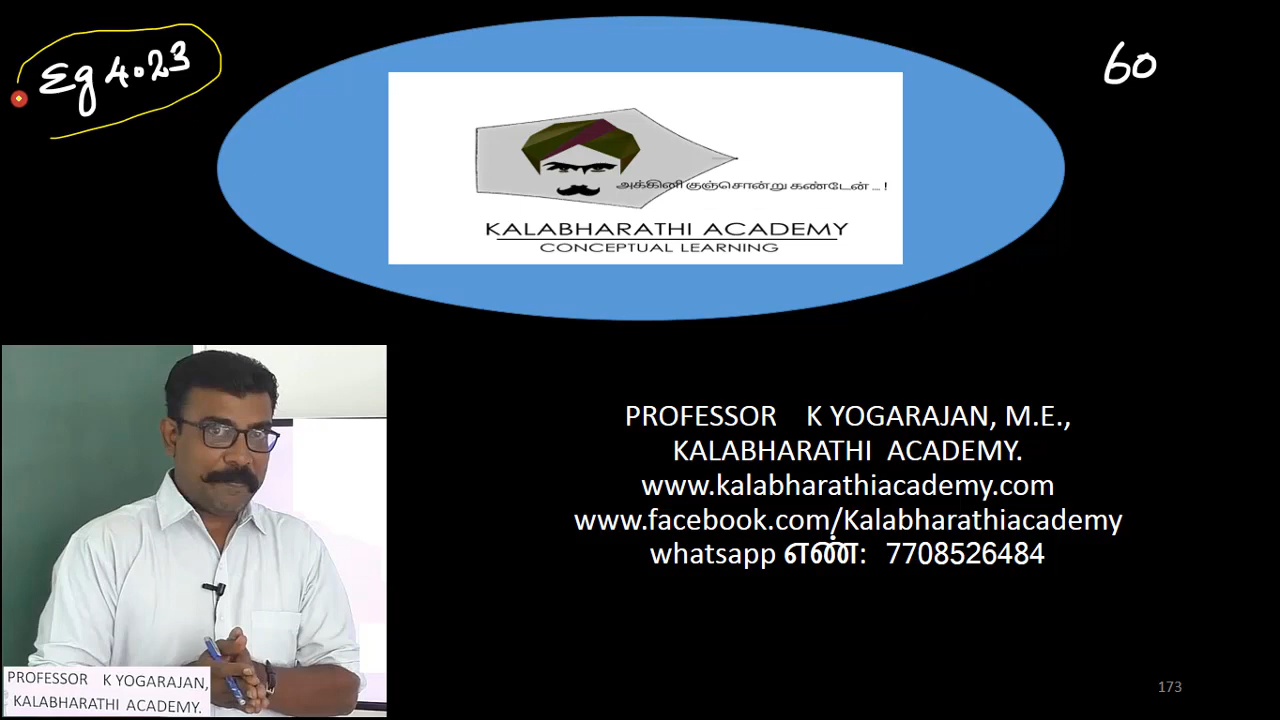 Eg 4.23
60
அக்கினி குஞ்சொன்று கண்டேன் ... !
KALABHARATHI ACADEMY
CONCEPTUAL LEARNING
PROFESSOR K YOGARAJAN, M.E.,
KALABHARATHI ACADEMY.
www.kalabharathiacademy.com
www.facebook.com/Kalabharathiacademy
whatsapp எண்: 7708526484
PROFESSOR K YOGARAJAN,
KALABHARATHI ACADEMY.
173